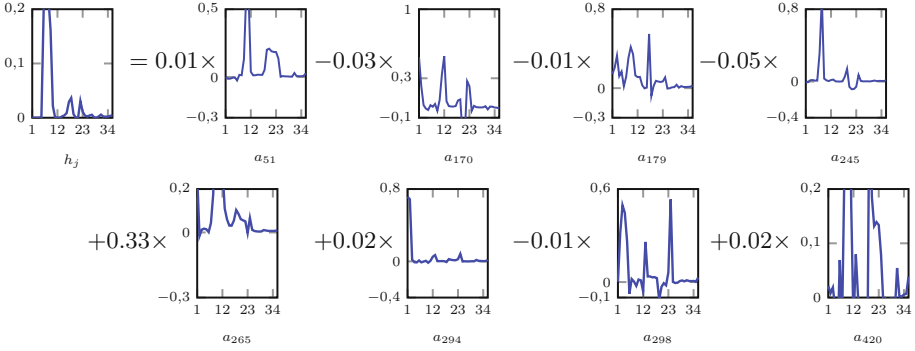 0,2 0,5 1 0,8 0,8
0,1 = 0.01× 0 −0.03× 0,3 −0.01× 0 −0.05× 0
0 −0,3 −0,1 −0,3 −0,4
1 12 23 34 1 12 23 34 1 12 23 34 1 12 23 34 1 12 23 34
h_j a_51 a_170 a_179 a_245
0,2 0,8 0,6 0,2
+0.33× 0 +0.02× 0 −0.01× 0 +0.02× 0,1
−0,3 −0,4 −0,1 0
1 12 23 34 1 12 23 34 1 12 23 34 1 12 23 34
a_265 a_294 a_298 a_420